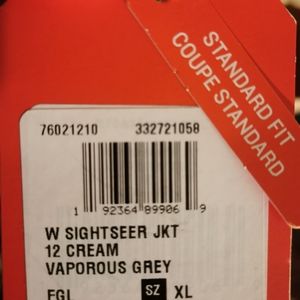 STANDARD FIT
COUPE STANDARD
76021210 332721058
1 92364 89906 9
W SIGHTSEER JKT
12 CREAM
VAPOROUS GREY
FGL SZ XL